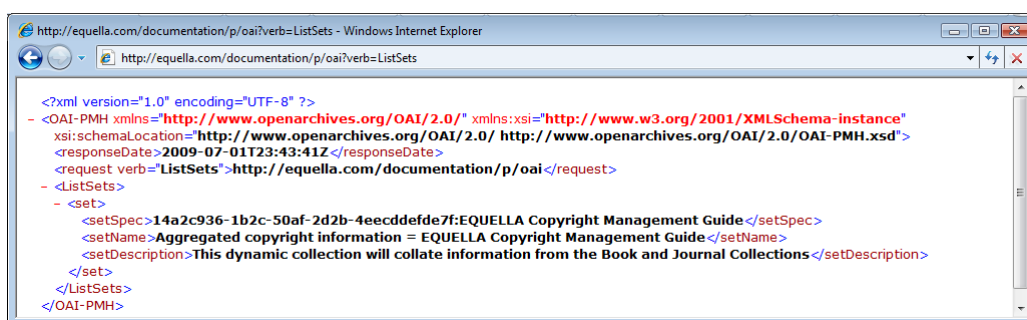 http://equella.com/documentation/p/oai?verb=ListSets - Windows Internet Explorer
http://equella.com/documentation/p/oai?verb=ListSets
<?xml version="1.0" encoding="UTF-8" ?>
- <OAI-PMH xmlns="http://www.openarchives.org/OAI/2.0/" xmlns:xsi="http://www.w3.org/2001/XMLSchema-instance"
xsi:schemaLocation="http://www.openarchives.org/OAI/2.0/ http://www.openarchives.org/OAI/2.0/OAI-PMH.xsd">
<responseDate>2009-07-01T23:43:41Z</responseDate>
<request verb="ListSets">http://equella.com/documentation/p/oai</request>
- <ListSets>
- <set>
<setSpec>14a2c936-1b2c-50af-2d2b-4eecddefde7f:EQUELLA Copyright Management Guide</setSpec>
<setName>Aggregated copyright information = EQUELLA Copyright Management Guide</setName>
<setDescription>This dynamic collection will collate information from the Book and Journal Collections</setDescription>
</set>
</ListSets>
</OAI-PMH>